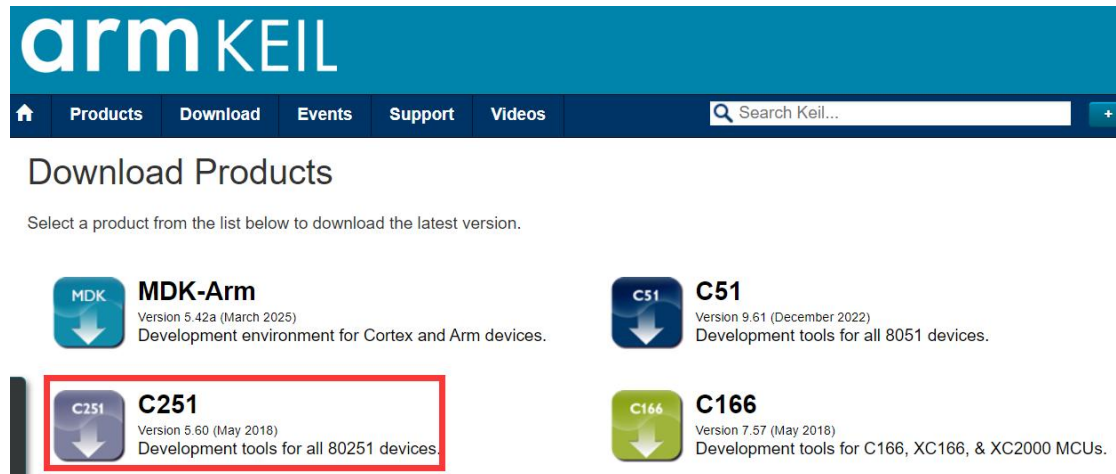 arm KEIL
Products Download Events Support Videos Search Keil... +
Download Products
Select a product from the list below to download the latest version.
MDK
MDK-Arm
Version 5.42a (March 2025)
Development environment for Cortex and Arm devices.
C51
C51
Version 9.61 (December 2022)
Development tools for all 8051 devices.
C251
C251
Version 5.60 (May 2018)
Development tools for all 80251 devices.
C166
C166
Version 7.57 (May 2018)
Development tools for C166, XC166, & XC2000 MCUs.